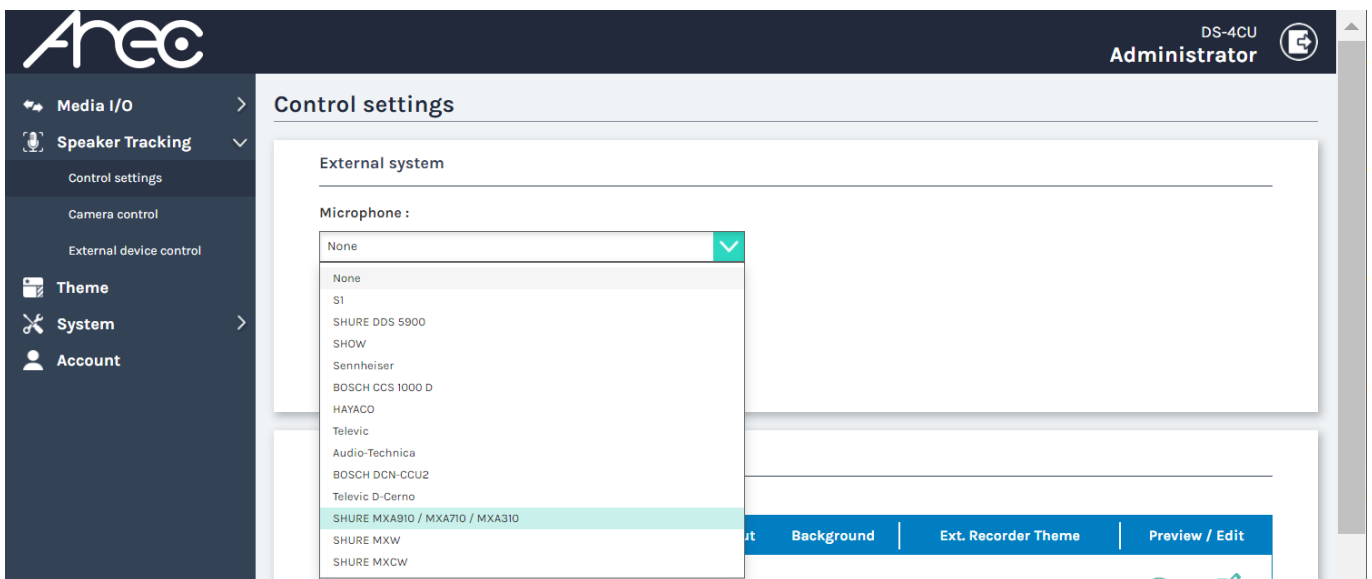 Arec
DS-4CU
Administrator
Media I/O
Speaker Tracking
Control settings
Camera control
External device control
Theme
System
Account
Control settings
External system
Microphone :
None
None
S1
SHURE DDS 5900
SHOW
Sennheiser
BOSCH CCS 1000 D
HAYACO
Televic
Audio-Technica
BOSCH DCN-CCU2
Televic D-Cerno
SHURE MXA910 / MXA710 / MXA310
SHURE MXW
SHURE MXCW
Background Ext. Recorder Theme Preview / Edit